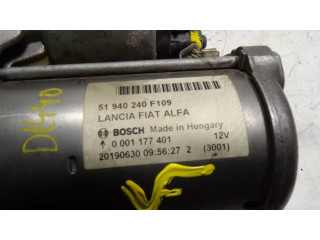 51 940 240 F109
LANCIA FIAT ALFA
BOSCH Made in Hungary
0 001 177 401 12V
20190630 09:56:27 2 (3001)